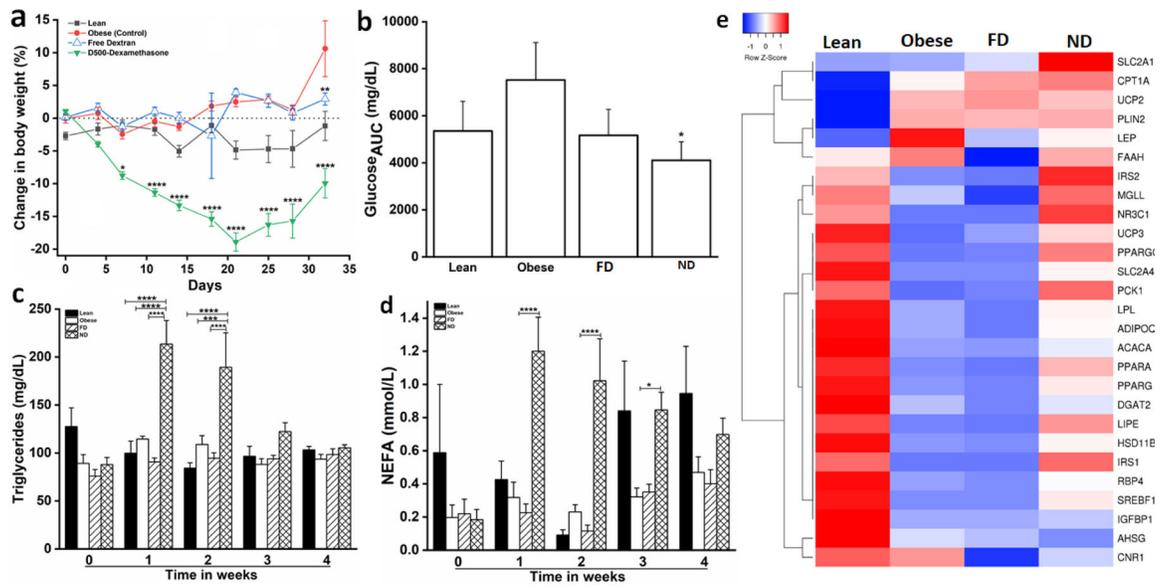 a
Change in body weight (%)
15
10
5
0
-5
-10
-15
-20
Lean
Obese (Control)
Free Dextran
D500-Dexamethasone
*
****
****
****
****
****
****
****
**
0
5
10
15
20
25
30
35
Days
b
Glucose AUC (mg/dL)
10000
8000
6000
4000
2000
0
*
Lean
Obese
FD
ND
c
Triglycerides (mg/dL)
250
200
150
100
50
0
Lean
Obese
FD
ND
****
****
****
****
***
****
0
1
2
3
4
Time in weeks
d
NEFA (mmol/L)
1.4
1.2
1.0
0.8
0.6
0.4
0.2
0.0
Lean
Obese
FD
ND
****
****
*
0
1
2
3
4
Time in weeks
e
-1 0 1
Row Z-Score
Lean Obese FD ND
SLC2A1
CPT1A
UCP2
PLIN2
LEP
FAAH
IRS2
MGLL
NR3C1
UCP3
PPARGC
SLC2A4
PCK1
LPL
ADIPOQ
ACACA
PPARA
PPARG
DGAT2
LIPE
HSD11B
IRS1
RBP4
SREBF1
IGFBP1
AHSG
CNR1